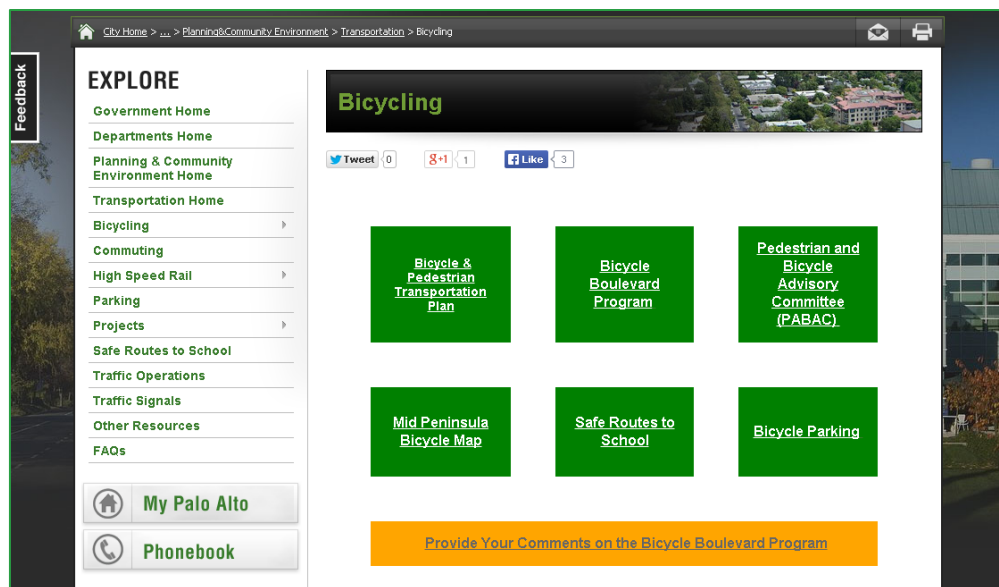 City Home > ... > Planning&Community Environment > Transportation > Bicycling
Feedback
EXPLORE
Government Home
Departments Home
Planning & Community
Environment Home
Transportation Home
Bicycling
Commuting
High Speed Rail
Parking
Projects
Safe Routes to School
Traffic Operations
Traffic Signals
Other Resources
FAQs
My Palo Alto
Phonebook
Bicycling
Tweet 0
g+1 1
f Like 3
Bicycle &
Pedestrian
Transportation
Plan
Bicycle
Boulevard
Program
Pedestrian and
Bicycle
Advisory
Committee
(PABAC)
Mid Peninsula
Bicycle Map
Safe Routes to
School
Bicycle Parking
Provide Your Comments on the Bicycle Boulevard Program